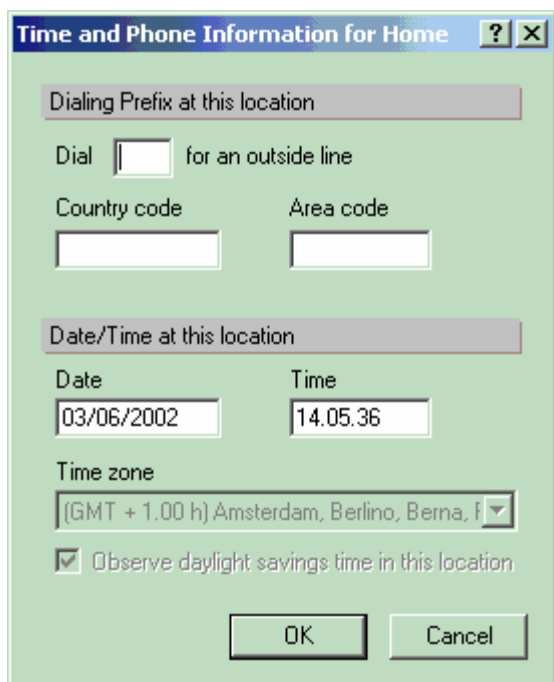 Time and Phone Information for Home
Dialing Prefix at this location
Dial for an outside line
Country code Area code
Date/Time at this location
Date Time
03/06/2002 14.05.36
Time zone
(GMT + 1.00 h) Amsterdam, Berlino, Berna,
Observe daylight savings time in this location
OK Cancel